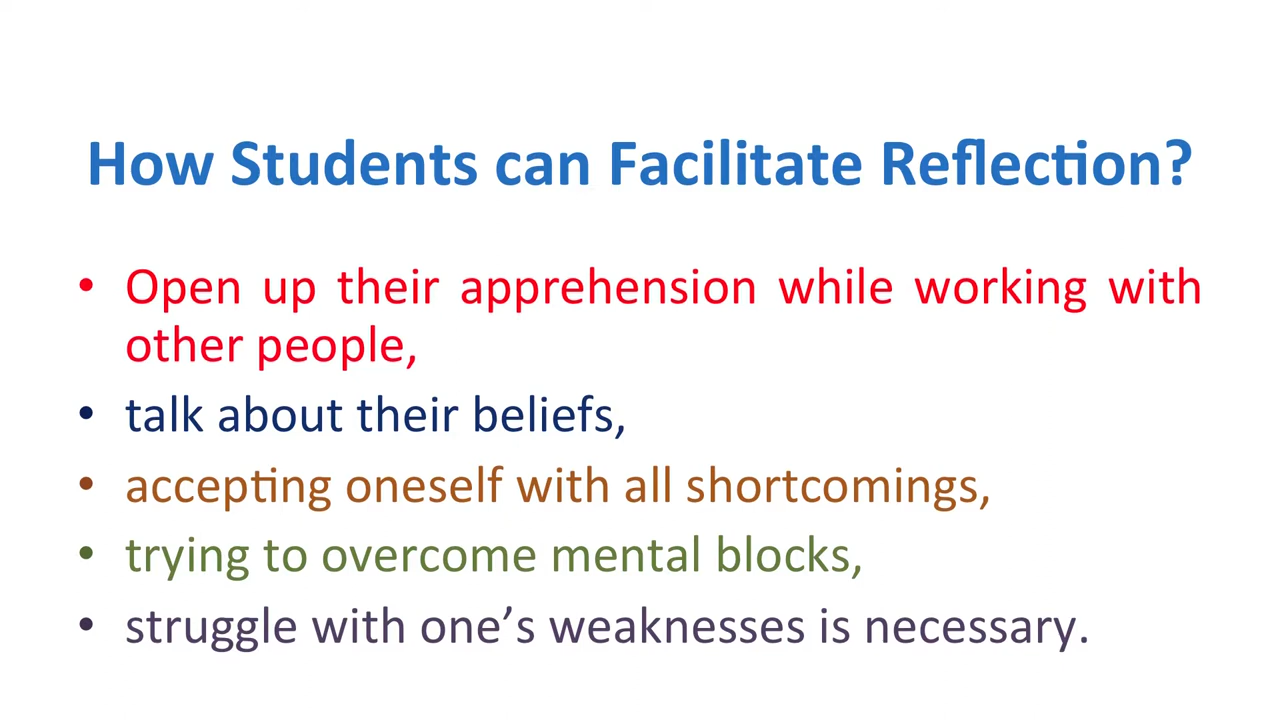 How Students can Facilitate Reflection?
• Open up their apprehension while working with
other people,
• talk about their beliefs,
• accepting oneself with all shortcomings,
• trying to overcome mental blocks,
• struggle with one’s weaknesses is necessary.